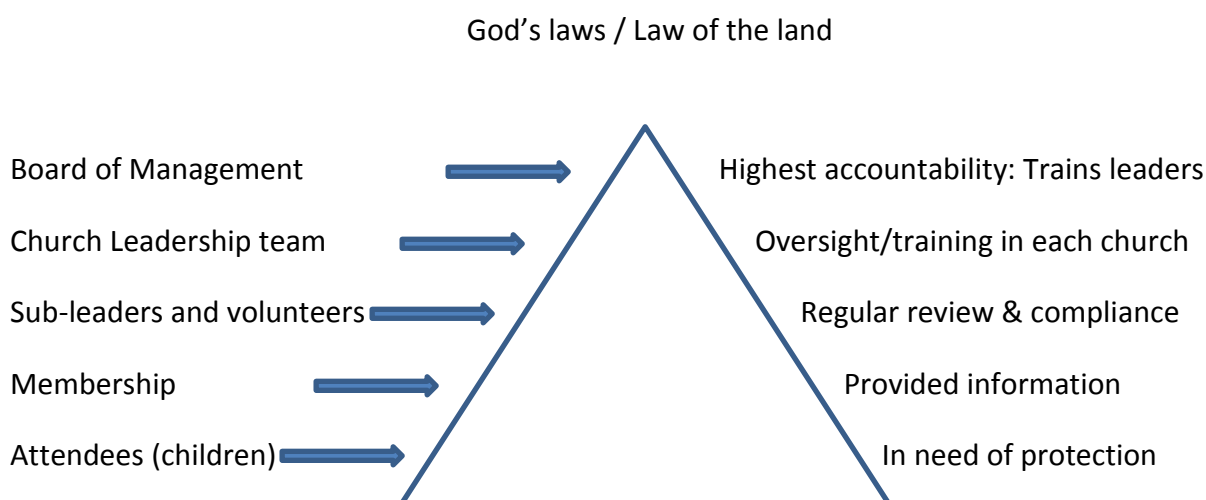 God’s laws / Law of the land
Board of Management Highest accountability: Trains leaders
Church Leadership team Oversight/training in each church
Sub-leaders and volunteers Regular review & compliance
Membership Provided information
Attendees (children) In need of protection